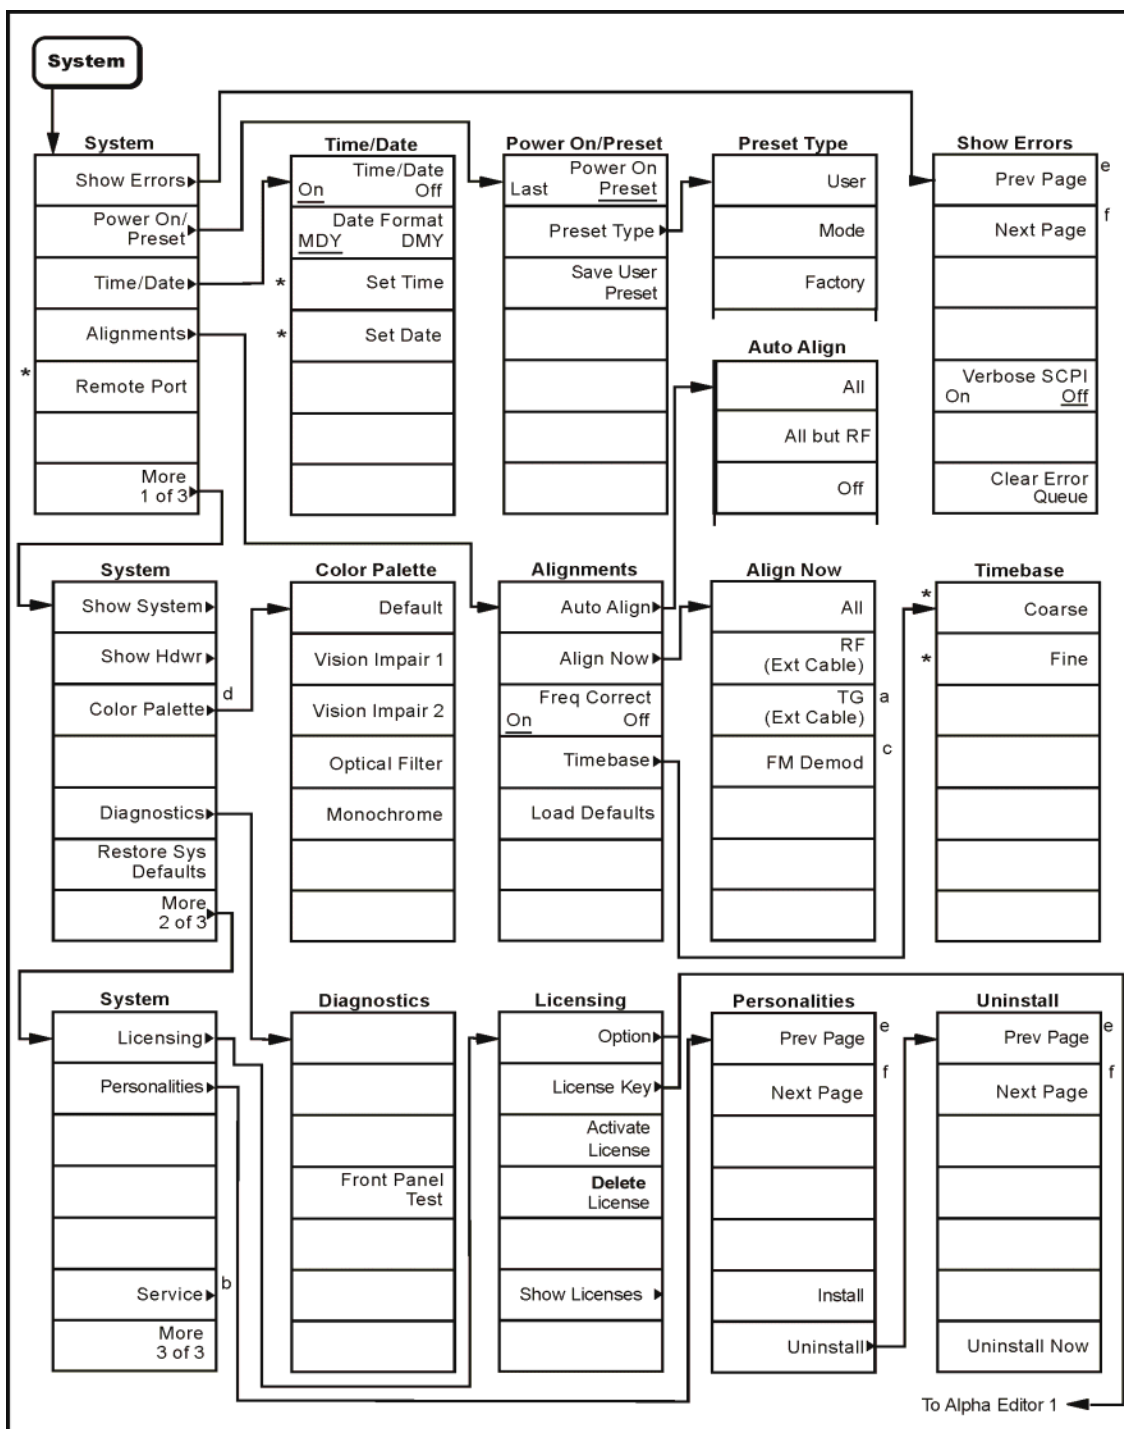 System
System
Show Errors
Power On/
Preset
Time/Date
Alignments
*
Remote Port
More
1 of 3
Time/Date
Time/Date
On Off
Date Format
MDY DMY
*
Set Time
*
Set Date
Power On/Preset
Power On
Last Preset
Preset Type
Save User
Preset
Preset Type
User
Mode
Factory
Auto Align
All
All but RF
Off
Show Errors
Prev Page
e
Next Page
f
Verbose SCPI
On Off
Clear Error
Queue
System
Show System
Show Hdwr
Color Palette
d
Diagnostics
Restore Sys
Defaults
More
2 of 3
Color Palette
Default
Vision Impair 1
Vision Impair 2
Optical Filter
Monochrome
Alignments
Auto Align
Align Now
Freq Correct
On Off
Timebase
Load Defaults
Align Now
All
RF
(Ext Cable)
TG
(Ext Cable)
a
FM Demod
c
Timebase
*
Coarse
*
Fine
System
Licensing
Personalities
Service
b
More
3 of 3
Diagnostics
Front Panel
Test
Licensing
Option
License Key
Activate
License
Delete
License
Show Licenses
Personalities
Prev Page
e
Next Page
f
Install
Uninstall
Uninstall
Prev Page
e
Next Page
f
Uninstall Now
To Alpha Editor 1